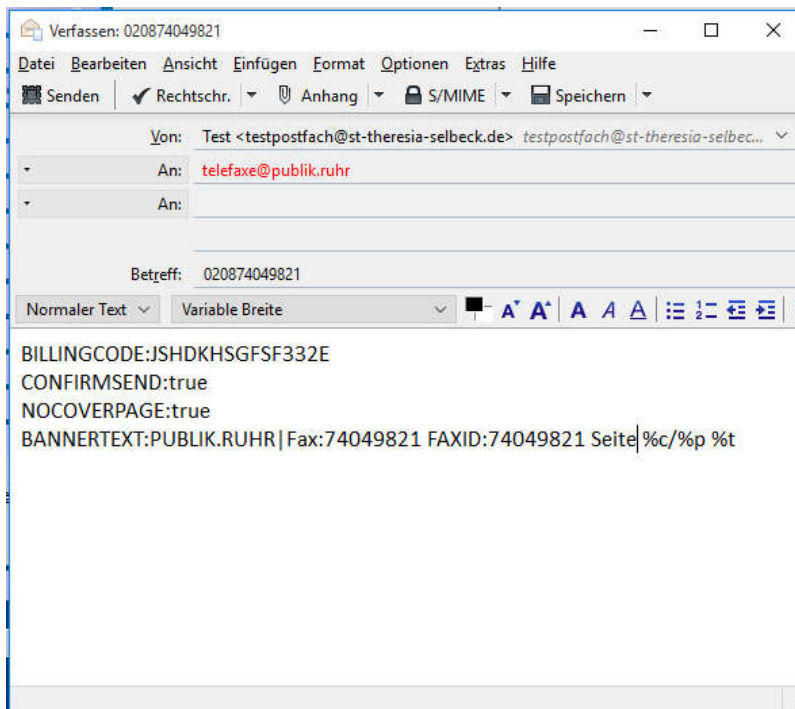 Verfassen: 020874049821
Datei Bearbeiten Ansicht Einfügen Format Optionen Extras Hilfe
Senden Rechtschr. Anhang S/MIME Speichern
Von: Test <testpostfach@st-theresia-selbeck.de> testpostfach@st-theresia-selbec...
An: telefaxe@publik.ruhr
An:
Betreff: 020874049821
Normaler Text Variable Breite
BILLINGCODE:JSHDKHSGFSF332E
CONFIRMSEND:true
NOCOVERPAGE:true
BANNERTEXT:PUBLIK.RUHR|Fax:74049821 FAXID:74049821 Seite %c/%p %t